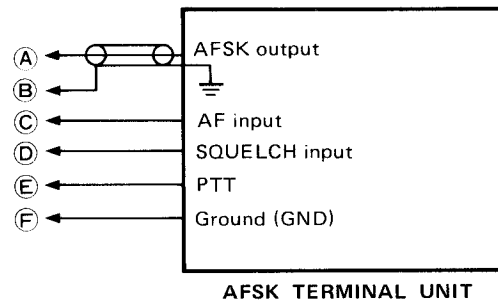 Ⓐ AFSK output
Ⓑ
Ⓒ AF input
Ⓓ SQUELCH input
Ⓔ PTT
Ⓕ Ground (GND)
AFSK TERMINAL UNIT